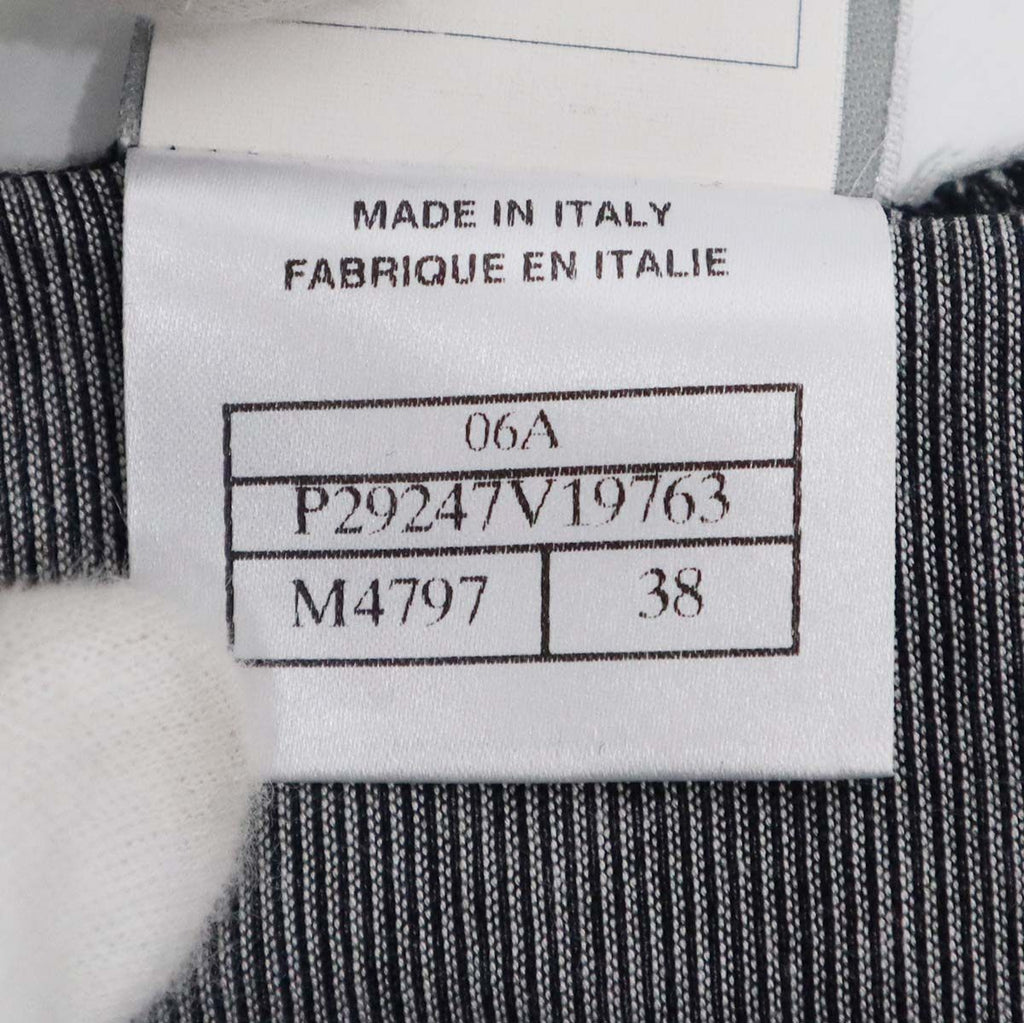 MADE IN ITALY
FABRIQUE EN ITALIE
06A
P29247V19763
M4797 38